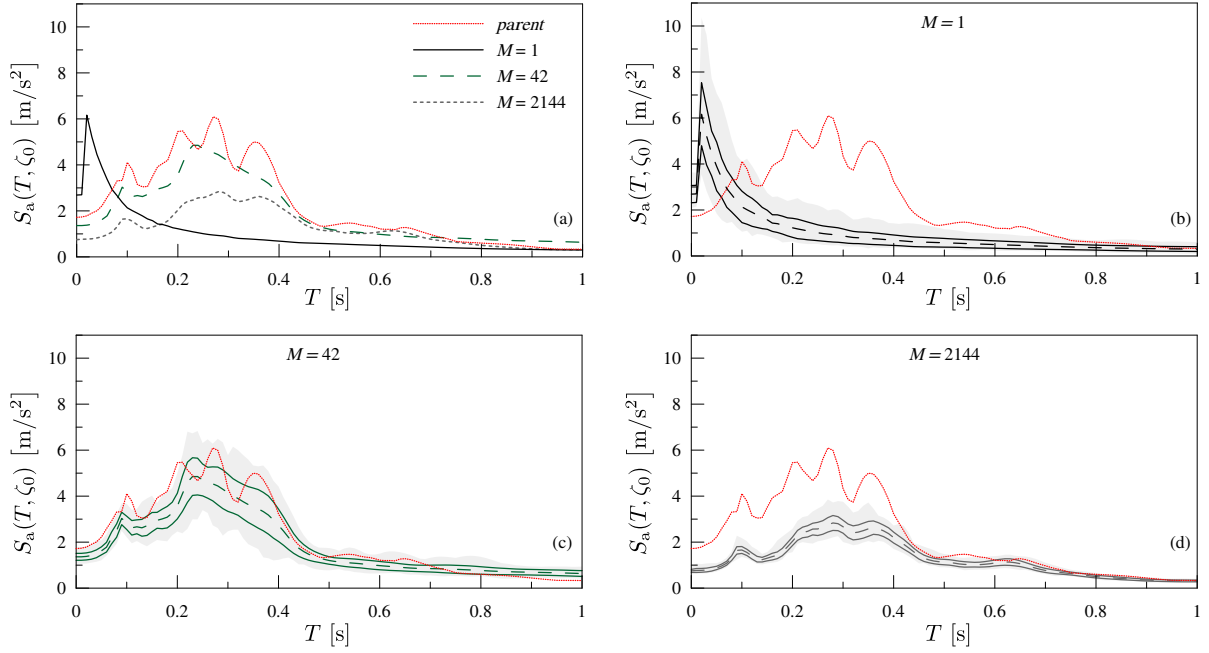 parent
M = 1
M = 42
M = 2144
10
8
6
4
2
0
S_a(T, ζ_0) [m/s²]
(a)
0 0.2 0.4 0.6 0.8 1
T [s]
M = 1
10
8
6
4
2
0
S_a(T, ζ_0) [m/s²]
(b)
0 0.2 0.4 0.6 0.8 1
T [s]
M = 42
10
8
6
4
2
0
S_a(T, ζ_0) [m/s²]
(c)
0 0.2 0.4 0.6 0.8 1
T [s]
M = 2144
10
8
6
4
2
0
S_a(T, ζ_0) [m/s²]
(d)
0 0.2 0.4 0.6 0.8 1
T [s]